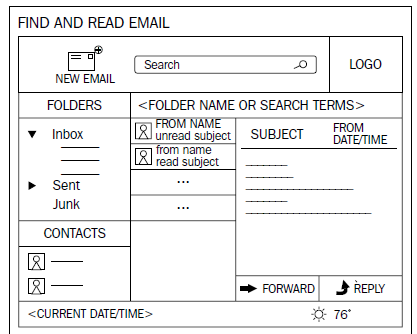 FIND AND READ EMAIL
NEW EMAIL
Search
LOGO
FOLDERS
<FOLDER NAME OR SEARCH TERMS>
Inbox
Sent
Junk
CONTACTS
FROM NAME
unread subject
from name
read subject
...
...
SUBJECT
FROM
DATE/TIME
FORWARD
REPLY
<CURRENT DATE/TIME>
76°